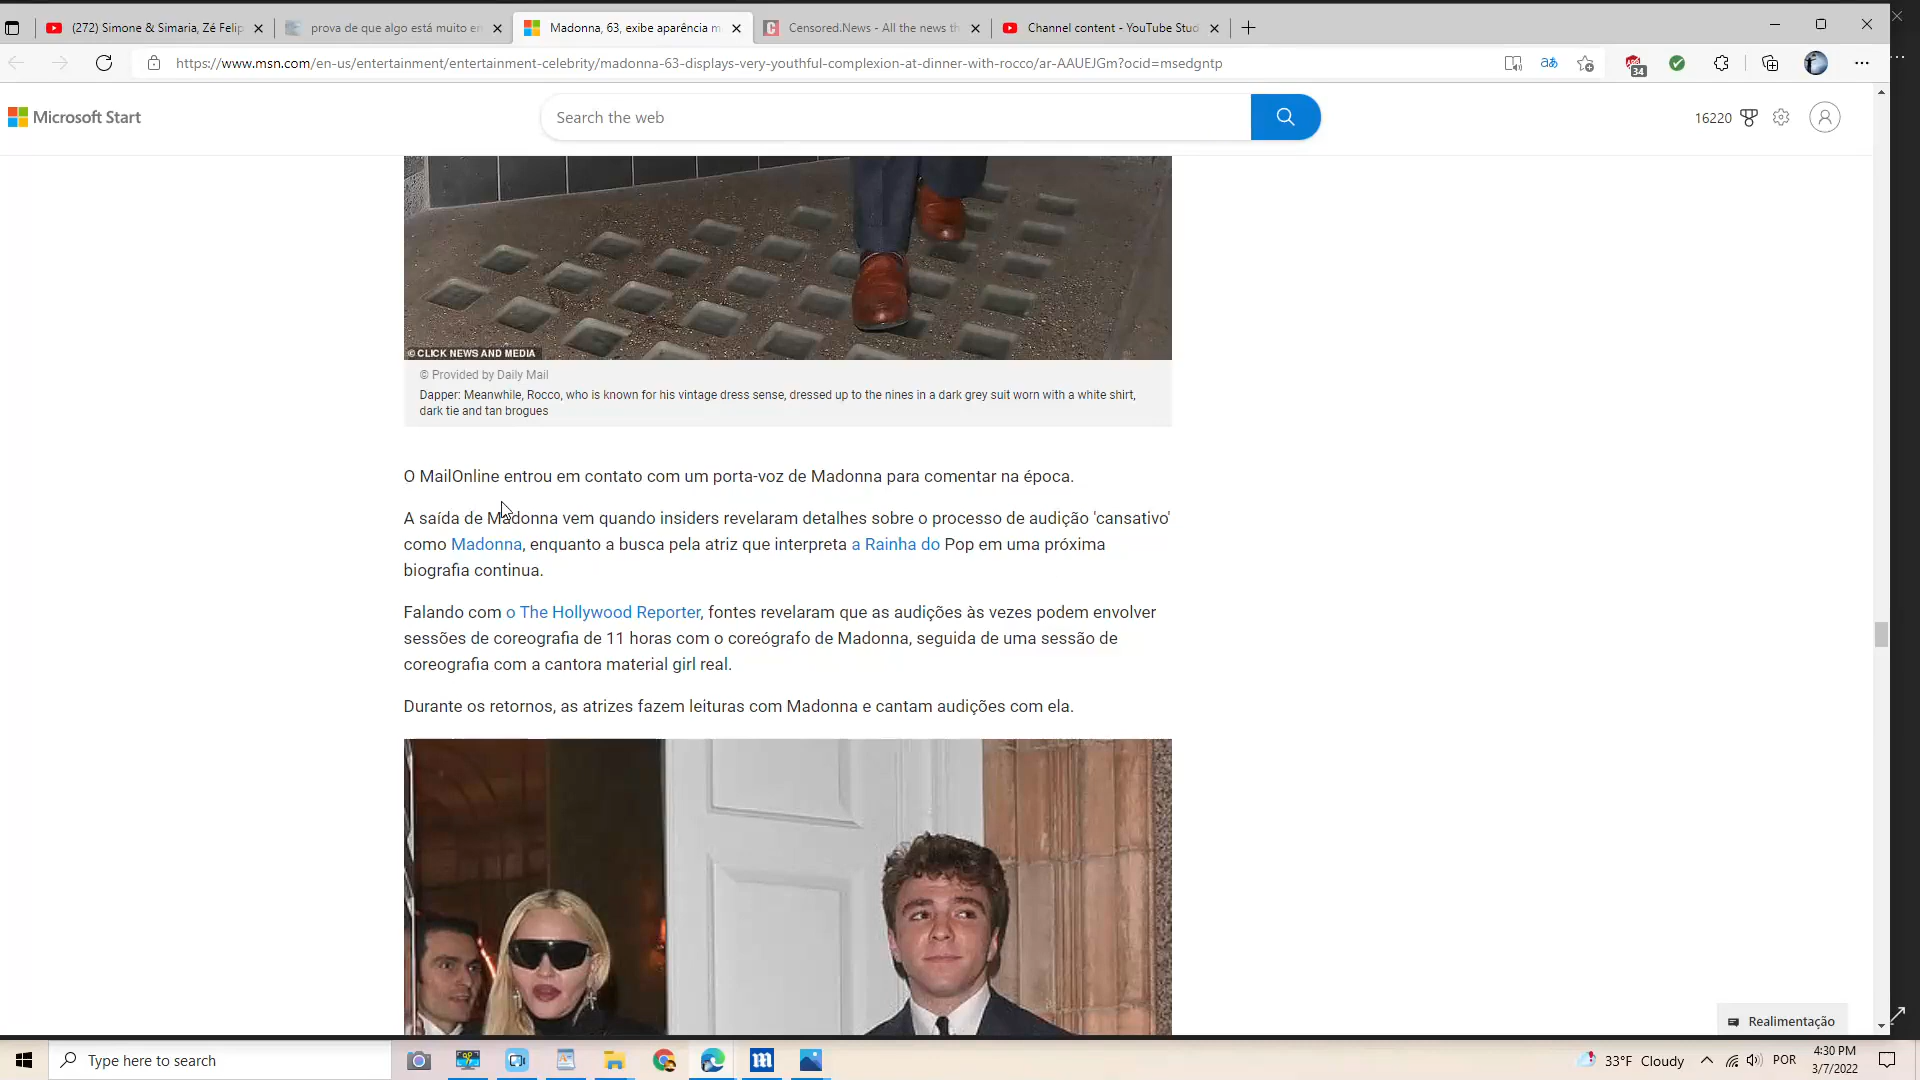 (272) Simone & Simaria, Zé Felip
prova de que algo está muito en
Madonna, 63, exibe aparência m
Censored.News - All the news th
Channel content - YouTube Stud
https://www.msn.com/en-us/entertainment/entertainment-celebrity/madonna-63-displays-very-youthful-complexion-at-dinner-with-rocco/ar-AAUEJGm?ocid=msedgntp
34
Microsoft Start
Search the web
16220
© CLICK NEWS AND MEDIA
© Provided by Daily Mail
Dapper: Meanwhile, Rocco, who is known for his vintage dress sense, dressed up to the nines in a dark grey suit worn with a white shirt,
dark tie and tan brogues
O MailOnline entrou em contato com um porta-voz de Madonna para comentar na época.
A saída de Madonna vem quando insiders revelaram detalhes sobre o processo de audição 'cansativo'
como Madonna, enquanto a busca pela atriz que interpreta a Rainha do Pop em uma próxima
biografia continua.
Falando com o The Hollywood Reporter, fontes revelaram que as audições às vezes podem envolver
sessões de coreografia de 11 horas com o coreógrafo de Madonna, seguida de uma sessão de
coreografia com a cantora material girl real.
Durante os retornos, as atrizes fazem leituras com Madonna e cantam audições com ela.
Realimentação
Type here to search
33°F Cloudy
POR
4:30 PM
3/7/2022